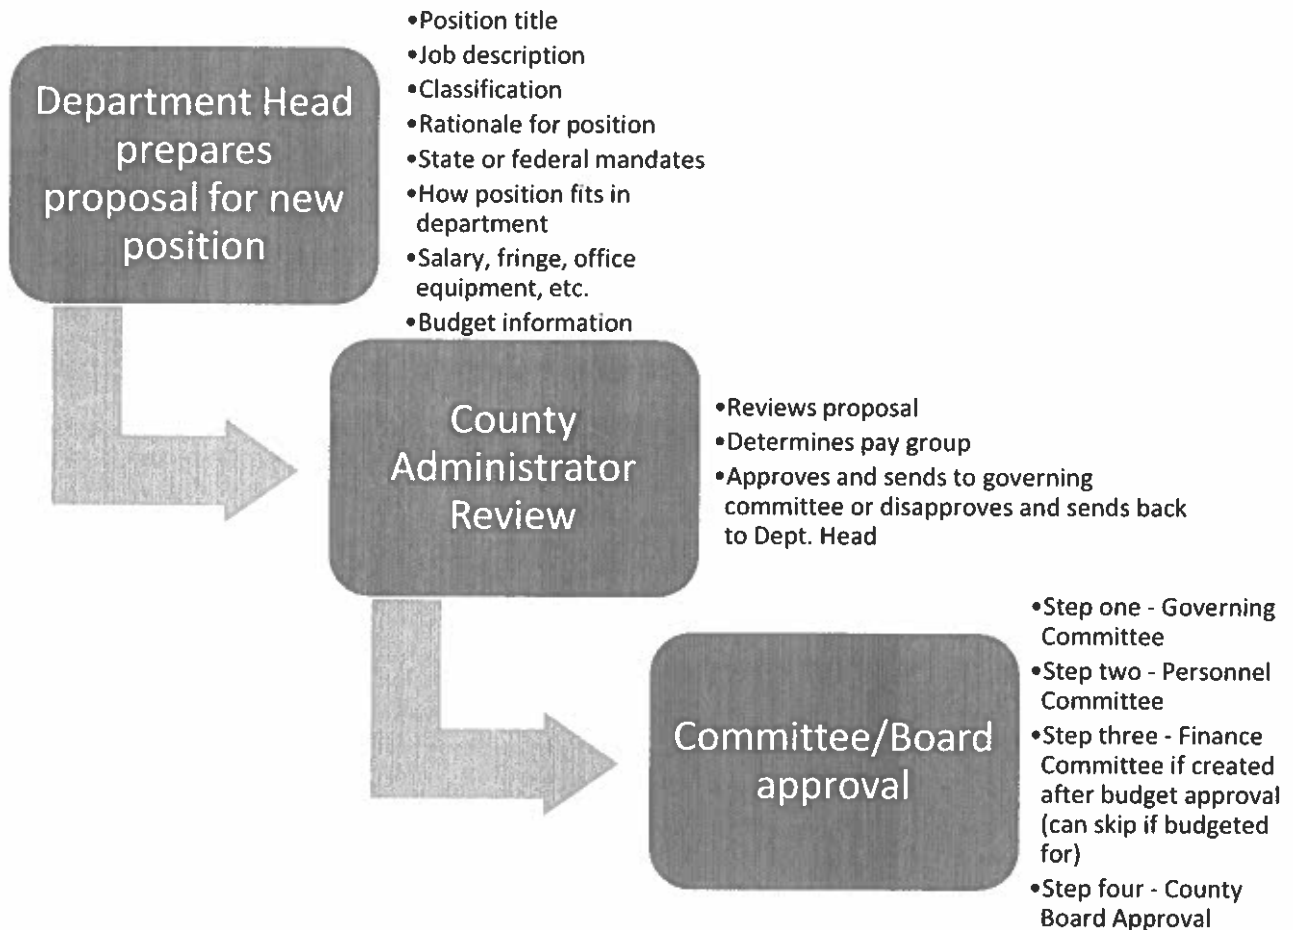 Department Head
prepares
proposal for new
position
•Position title
•Job description
•Classification
•Rationale for position
•State or federal mandates
•How position fits in
department
•Salary, fringe, office
equipment, etc.
•Budget information
County
Administrator
Review
•Reviews proposal
•Determines pay group
•Approves and sends to governing
committee or disapproves and sends back
to Dept. Head
Committee/Board
approval
•Step one - Governing
Committee
•Step two - Personnel
Committee
•Step three - Finance
Committee if created
after budget approval
(can skip if budgeted
for)
•Step four - County
Board Approval